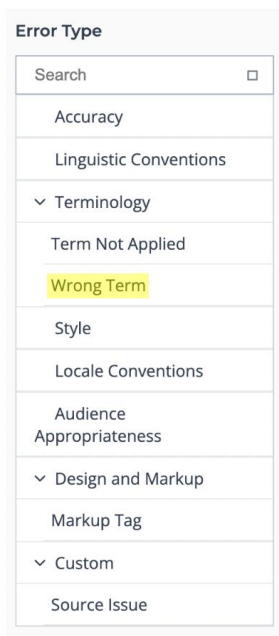 Error Type
Search
Accuracy
Linguistic Conventions
Terminology
Term Not Applied
Wrong Term
Style
Locale Conventions
Audience
Appropriateness
Design and Markup
Markup Tag
Custom
Source Issue